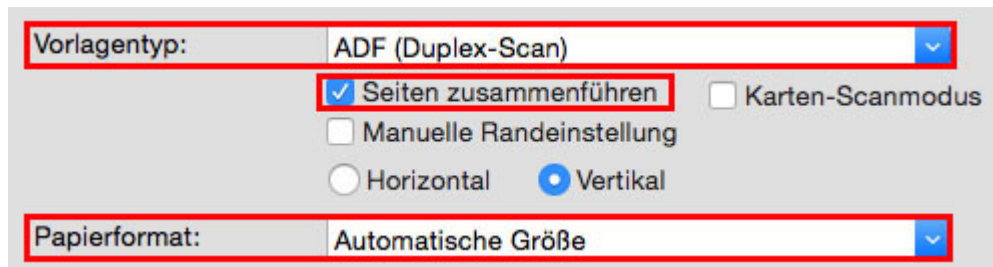 Vorlagentyp: ADF (Duplex-Scan)
Seiten zusammenführen Karten-Scanmodus
Manuelle Randeinstellung
Horizontal Vertikal
Papierformat: Automatische Größe